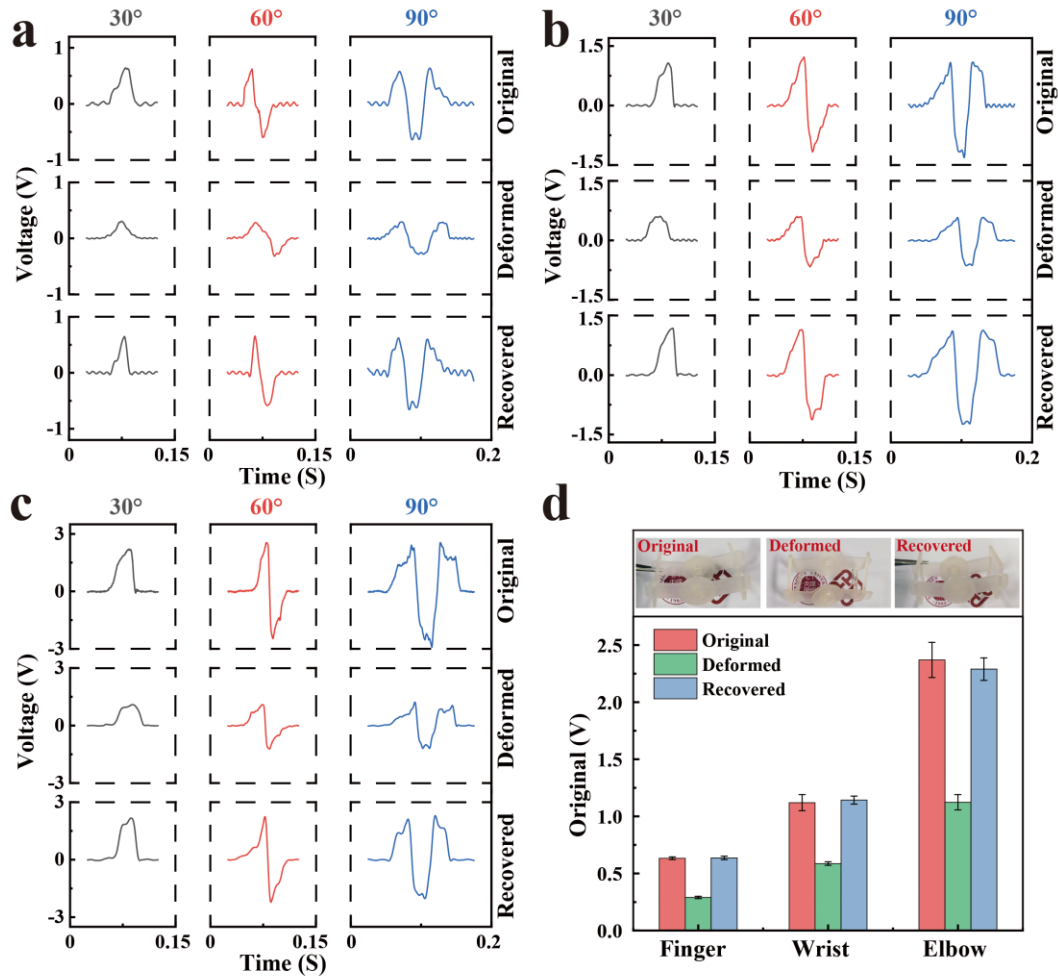 a
30° 60° 90°
1
0
-1
Original
1
0
-1
Deformed
1
0
-1
Recovered
Voltage (V)
0 0.15 0 0.15 0 0.2
Time (S)
b
30° 60° 90°
1.5
0.0
-1.5
Original
1.5
0.0
-1.5
Deformed
1.5
0.0
-1.5
Recovered
Voltage (V)
0 0.15 0 0.15 0 0.2
Time (S)
c
30° 60° 90°
3
0
-3
Original
3
0
-3
Deformed
3
0
-3
Recovered
Voltage (V)
0 0.15 0 0.15 0 0.2
Time (S)
d
Original Deformed Recovered
Original
Deformed
Recovered
2.5
2.0
1.5
1.0
0.5
0.0
Original (V)
Finger Wrist Elbow